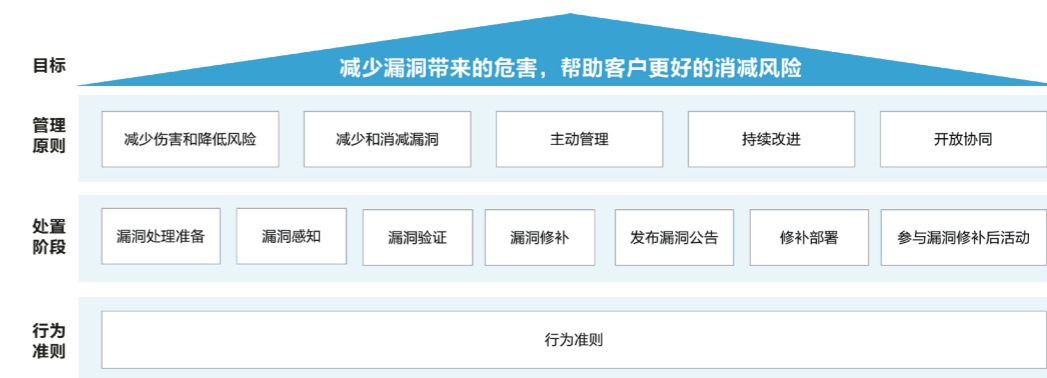 目标
减少漏洞带来的危害，帮助客户更好的消减风险
管理
原则
减少伤害和降低风险
减少和消减漏洞
主动管理
持续改进
开放协同
处置
阶段
漏洞处理准备
漏洞感知
漏洞验证
漏洞修补
发布漏洞公告
修补部署
参与漏洞修补后活动
行为
准则
行为准则